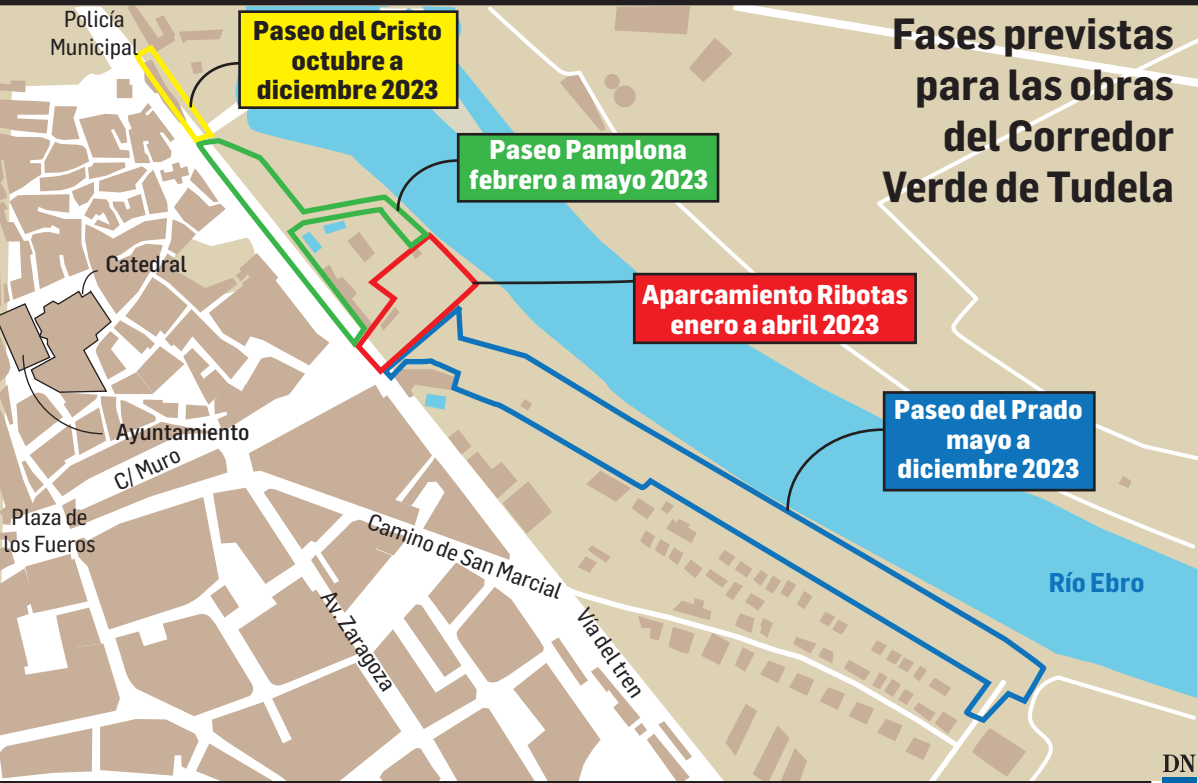 Fases previstas
para las obras
del Corredor
Verde de Tudela
Policía
Municipal
Paseo del Cristo
octubre a
diciembre 2023
Paseo Pamplona
febrero a mayo 2023
Aparcamiento Ribotas
enero a abril 2023
Paseo del Prado
mayo a
diciembre 2023
Catedral
Ayuntamiento
C/ Muro
Plaza de
los Fueros
Camino de San Marcial
Av. Zaragoza
Vía del tren
Río Ebro
DN